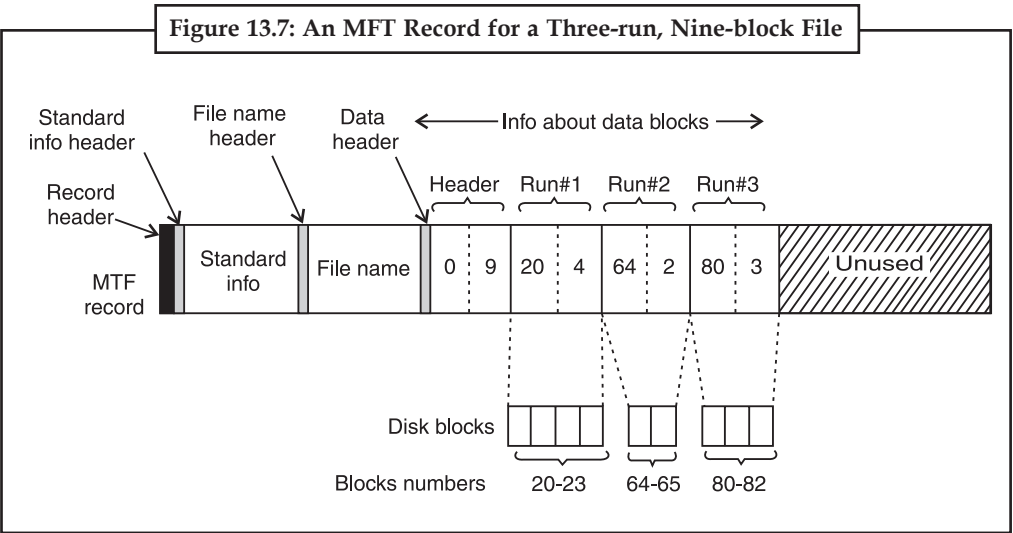 Figure 13.7: An MFT Record for a Three-run, Nine-block File
Standard
info header
File name
header
Data
header
Info about data blocks
Record
header
Header
Run#1
Run#2
Run#3
MTF
record
Standard
info
File name
0
9
20
4
64
2
80
3
Unused
Disk blocks
Blocks numbers
20-23
64-65
80-82